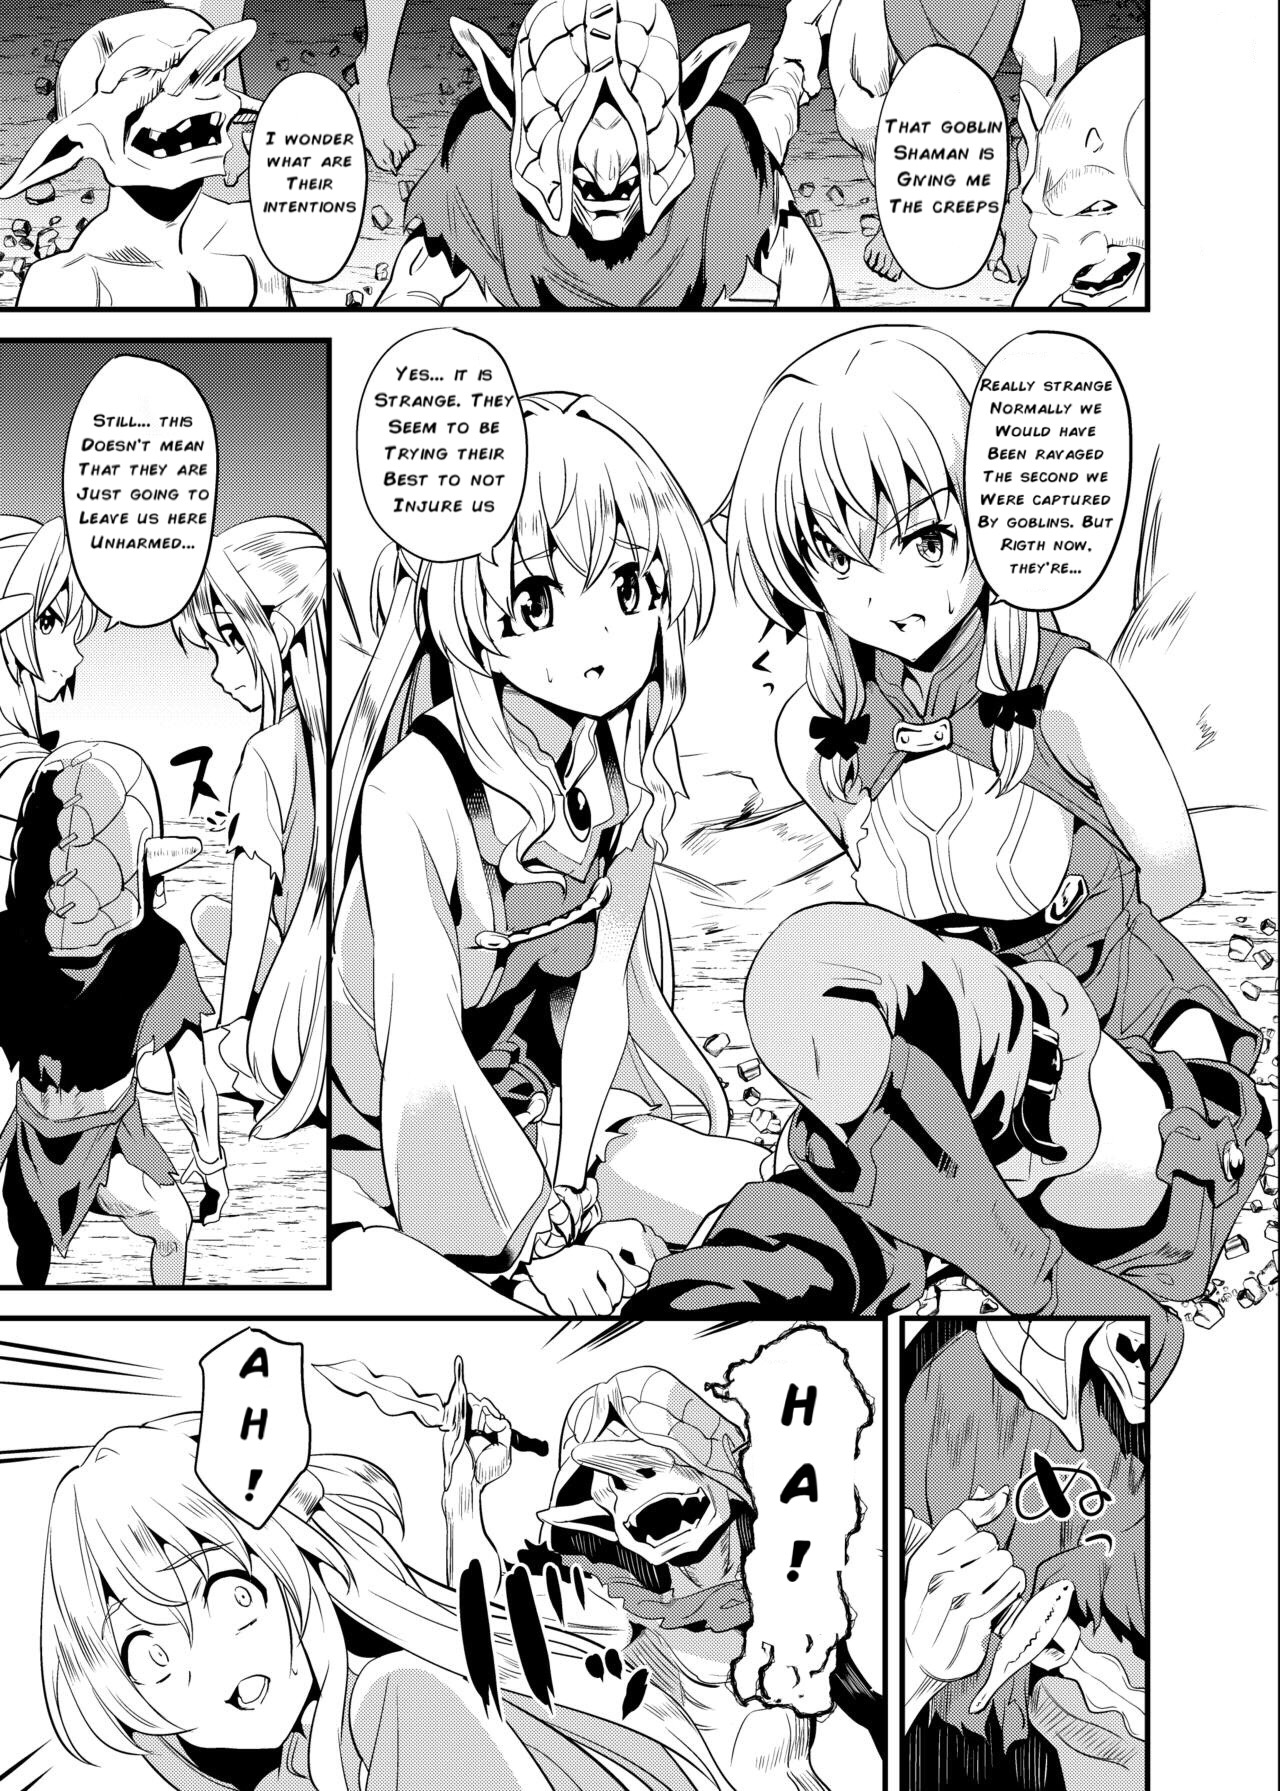 THAT GOBLIN
SHAMAN IS
GIVING ME
THE CREEPS
I WONDER
WHAT ARE
THEIR
INTENTIONS
REALLY STRANGE
NORMALLY WE
WOULD HAVE
BEEN RAVAGED
THE SECOND WE
WERE CAPTURED
BY GOBLINS. BUT
RIGTH NOW,
THEY'RE...
YES... IT IS
STRANGE. THEY
SEEM TO BE
TRYING THEIR
BEST TO NOT
INJURE US
STILL... THIS
DOESN'T MEAN
THAT THEY ARE
JUST GOING TO
LEAVE US HERE
UNHARMED...
ぬっ
HA!
AH!